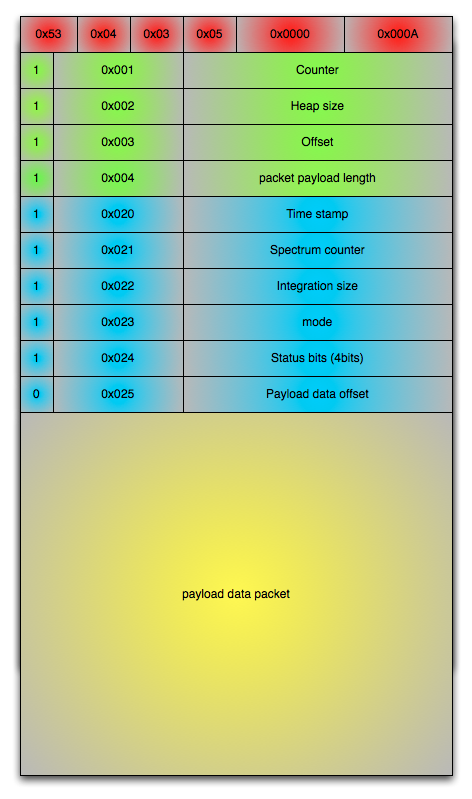 0x53 0x04 0x03 0x05 0x0000 0x000A
1 0x001 Counter
1 0x002 Heap size
1 0x003 Offset
1 0x004 packet payload length
1 0x020 Time stamp
1 0x021 Spectrum counter
1 0x022 Integration size
1 0x023 mode
1 0x024 Status bits (4bits)
0 0x025 Payload data offset
payload data packet